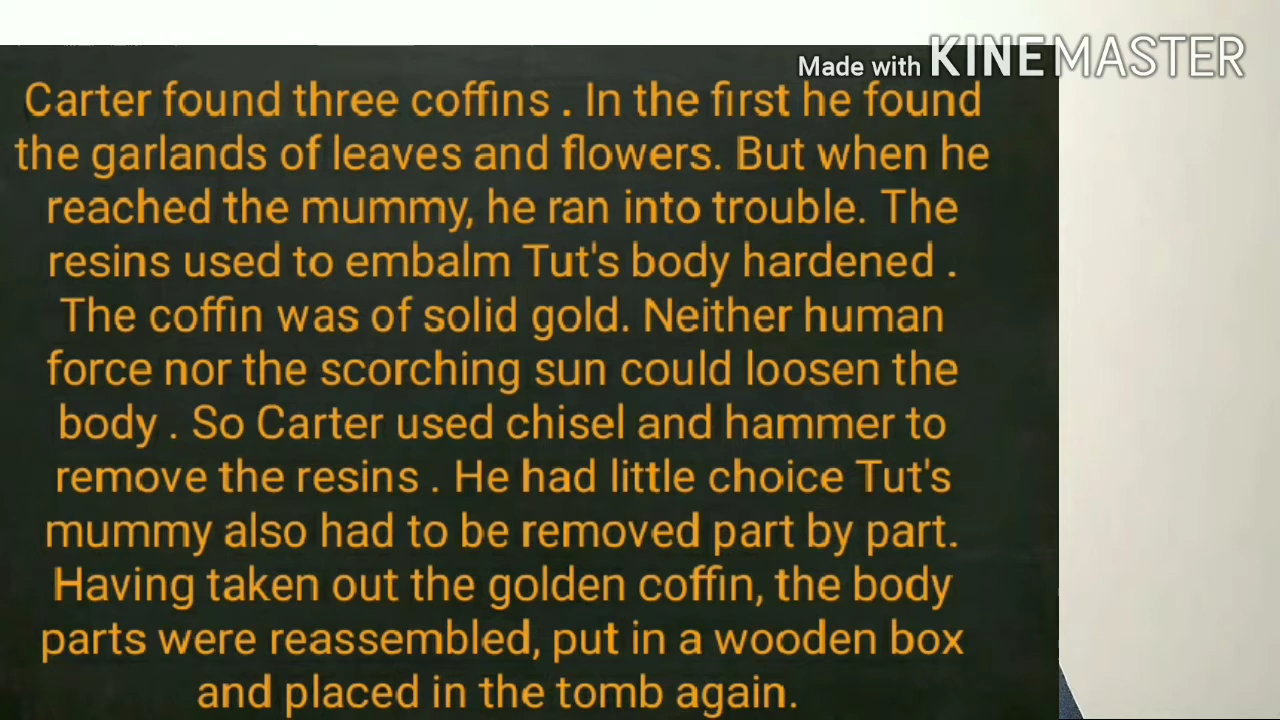 Made with KINEMASTER
Carter found three coffins . In the first he found
the garlands of leaves and flowers. But when he
reached the mummy, he ran into trouble. The
resins used to embalm Tut's body hardened .
The coffin was of solid gold. Neither human
force nor the scorching sun could loosen the
body . So Carter used chisel and hammer to
remove the resins . He had little choice Tut's
mummy also had to be removed part by part.
Having taken out the golden coffin, the body
parts were reassembled, put in a wooden box
and placed in the tomb again.